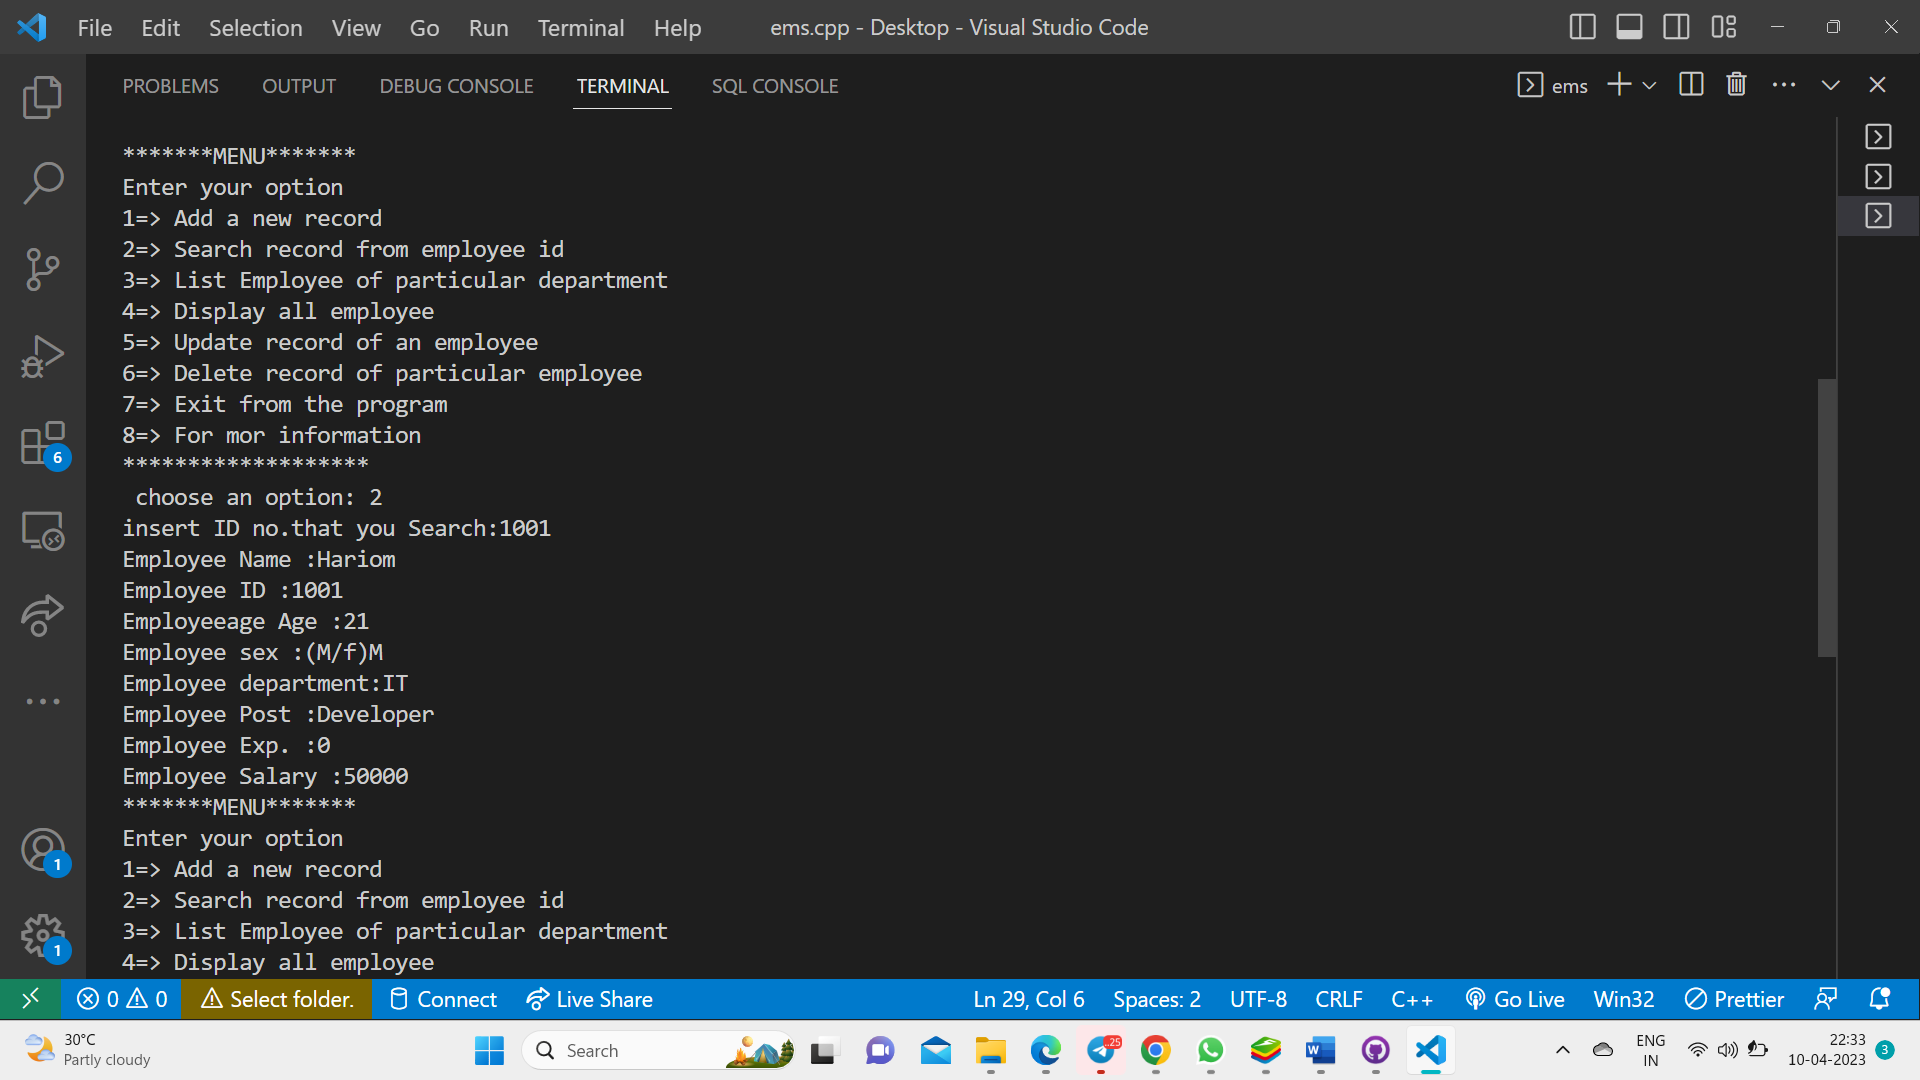 File Edit Selection View Go Run Terminal Help ems.cpp - Desktop - Visual Studio Code
PROBLEMS OUTPUT DEBUG CONSOLE TERMINAL SQL CONSOLE ems
*******MENU*******
Enter your option
1=> Add a new record
2=> Search record from employee id
3=> List Employee of particular department
4=> Display all employee
5=> Update record of an employee
6=> Delete record of particular employee
7=> Exit from the program
8=> For mor information
*******************
choose an option: 2
insert ID no.that you Search:1001
Employee Name :Hariom
Employee ID :1001
Employeeage Age :21
Employee sex :(M/f)M
Employee department:IT
Employee Post :Developer
Employee Exp. :0
Employee Salary :50000
*******MENU*******
Enter your option
1=> Add a new record
2=> Search record from employee id
3=> List Employee of particular department
4=> Display all employee
6
1
1
0 0 Select folder. Connect Live Share Ln 29, Col 6 Spaces: 2 UTF-8 CRLF C++ Go Live Win32 Prettier
30°C
Partly cloudy
Search
.25
W
ENG
IN
22:33
10-04-2023
3